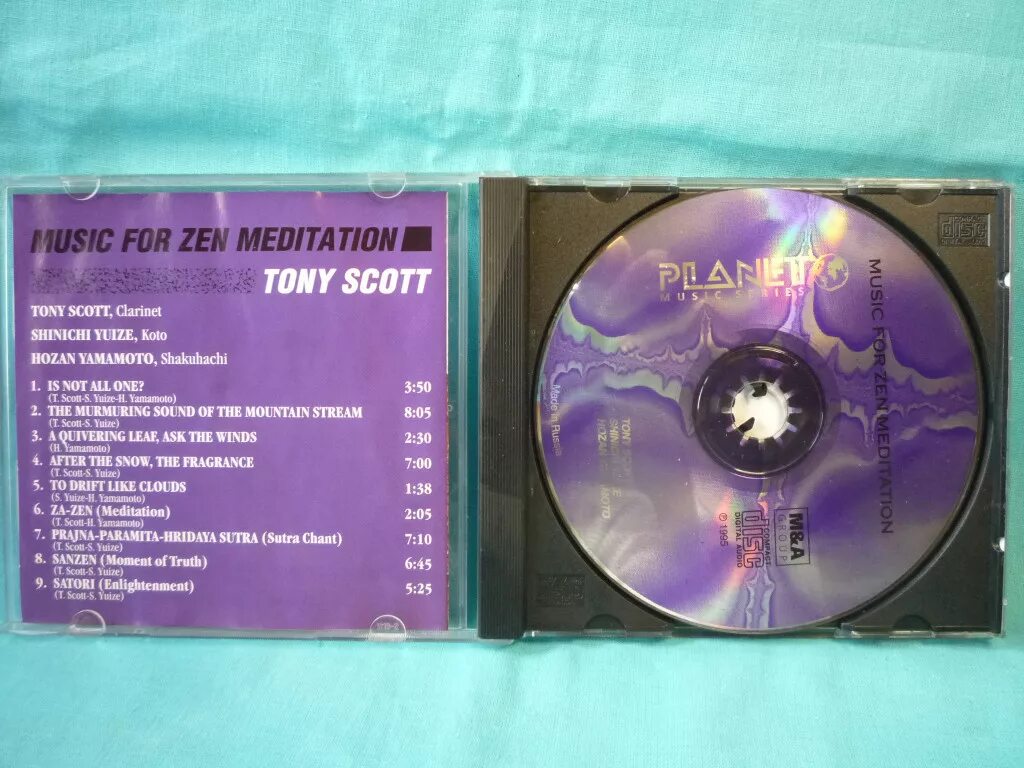 MUSIC FOR ZEN MEDITATION
TONY SCOTT
TONY SCOTT, Clarinet
SHINICHI YUIZE, Koto
HOZAN YAMAMOTO, Shakuhachi
1. IS NOT ALL ONE? 3:50
(T. Scott-S. Yuize-H. Yamamoto)
2. THE MURMURING SOUND OF THE MOUNTAIN STREAM 8:05
(T. Scott-S. Yuize)
3. A QUIVERING LEAF, ASK THE WINDS 2:30
(H. Yamamoto)
4. AFTER THE SNOW, THE FRAGRANCE 7:00
(T. Scott-S. Yuize)
5. TO DRIFT LIKE CLOUDS 1:38
(S. Yuize-H. Yamamoto)
6. ZA-ZEN (Meditation) 2:05
(T. Scott-H. Yamamoto)
7. PRAJNA-PARAMITA-HRIDAYA SUTRA (Sutra Chant) 7:10
(T. Scott-S. Yuize)
8. SANZEN (Moment of Truth) 6:45
(T. Scott-S. Yuize)
9. SATORI (Enlightenment) 5:25
(T. Scott-S. Yuize)
PLANET
MUSIC SERIES
MUSIC FOR ZEN MEDITATION
Made in Russia
M&A
GROUP
COMPACT
disc
DIGITAL AUDIO
℗ 1995
COMPACT
disc